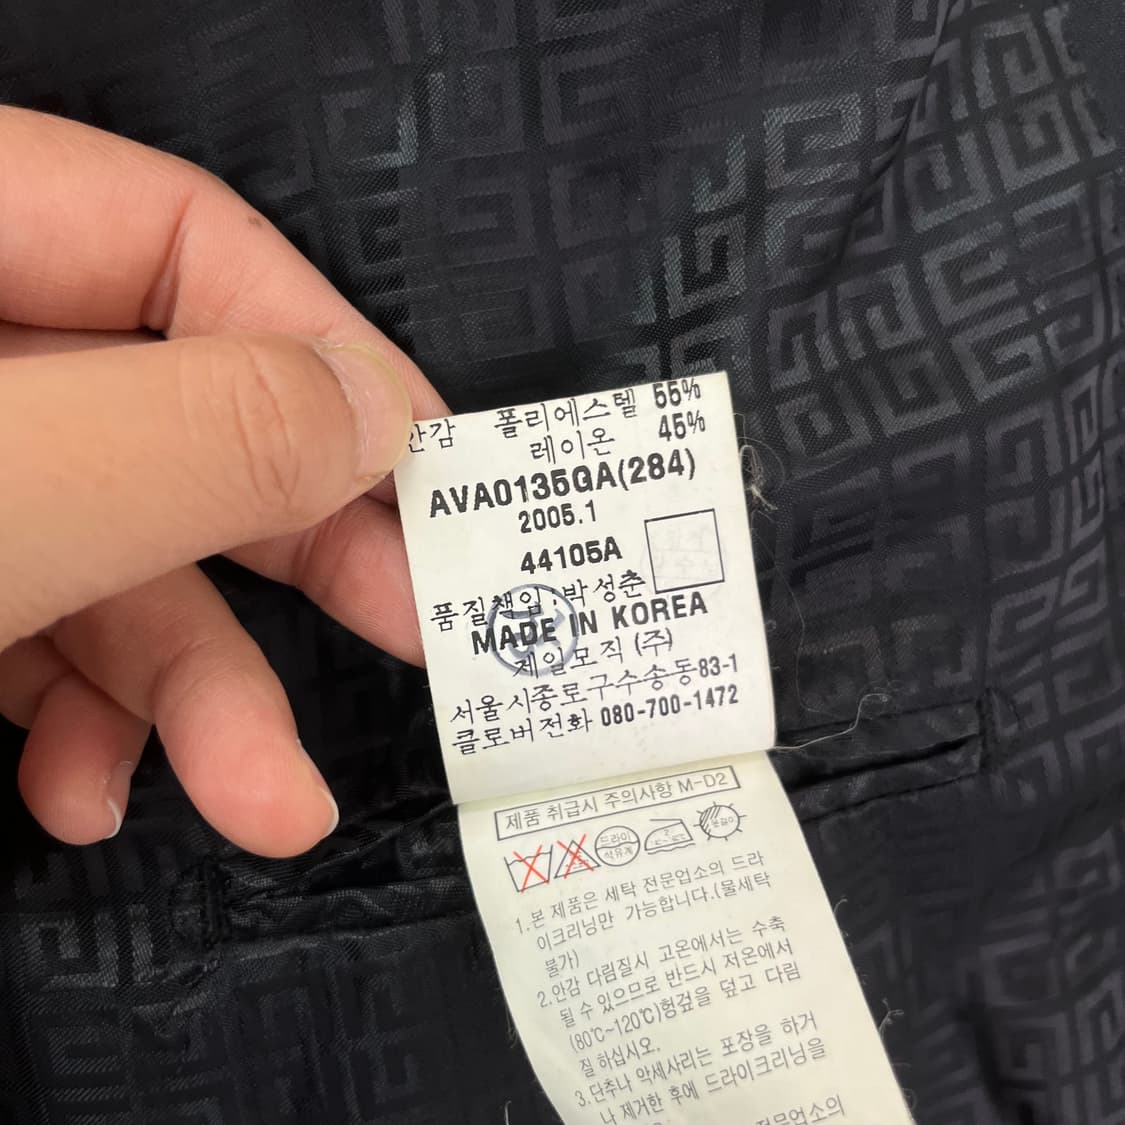 안감 폴리에스텔 55%
레이온 45%
AVA0135GA(284)
2005.1
44105A
품질책임:박성춘
MADE IN KOREA
제일모직 (주)
서울시종로구수송동83-1
클로버전화 080-700-1472
제품 취급시 주의사항 M-D2
드라이
석유계
1.본 제품은 세탁 전문업소의 드라
이크리닝만 가능합니다.(물세탁
불가)
2.안감 다림질시 고온에서는 수축
될 수 있으므로 반드시 저온에서
(80℃~120℃)헝겊을 덮고 다림
질 하십시오.
3.단추나 악세사리는 포장을 하거
나 제거한 후에 드라이크리닝을
전문업소의